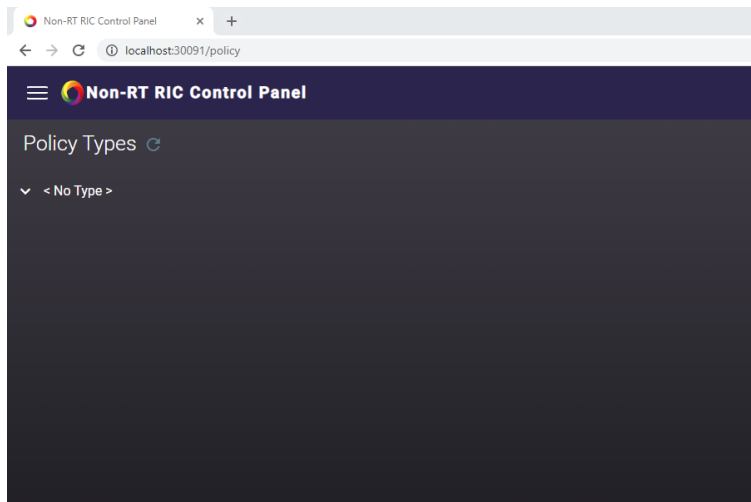 Non-RT RIC Control Panel
localhost:30091/policy
Non-RT RIC Control Panel
Policy Types
< No Type >